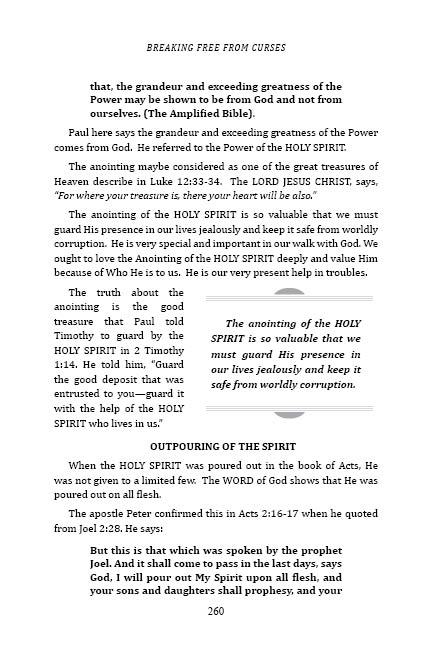 BREAKING FREE FROM CURSES
that, the grandeur and exceeding greatness of the
Power may be shown to be from God and not from
ourselves. (The Amplified Bible).
Paul here says the grandeur and exceeding greatness of the Power
comes from God. He referred to the Power of the HOLY SPIRIT.
The anointing maybe considered as one of the great treasures of
Heaven describe in Luke 12:33-34. The LORD JESUS CHRIST, says,
“For where your treasure is, there your heart will be also.”
The anointing of the HOLY SPIRIT is so valuable that we must
guard His presence in our lives jealously and keep it safe from worldly
corruption. He is very special and important in our walk with God. We
ought to love the Anointing of the HOLY SPIRIT deeply and value Him
because of Who He is to us. He is our very present help in troubles.
The truth about the
anointing is the good
treasure that Paul told
Timothy to guard by the
HOLY SPIRIT in 2 Timothy
1:14. He told him, “Guard
the good deposit that was
entrusted to you—guard it
with the help of the HOLY
SPIRIT who lives in us.”
The anointing of the HOLY
SPIRIT is so valuable that we
must guard His presence in
our lives jealously and keep it
safe from worldly corruption.
OUTPOURING OF THE SPIRIT
When the HOLY SPIRIT was poured out in the book of Acts, He
was not given to a limited few. The WORD of God shows that He was
poured out on all flesh.
The apostle Peter confirmed this in Acts 2:16-17 when he quoted
from Joel 2:28. He says:
But this is that which was spoken by the prophet
Joel. And it shall come to pass in the last days, says
God, I will pour out My Spirit upon all flesh, and
your sons and daughters shall prophesy, and your
260